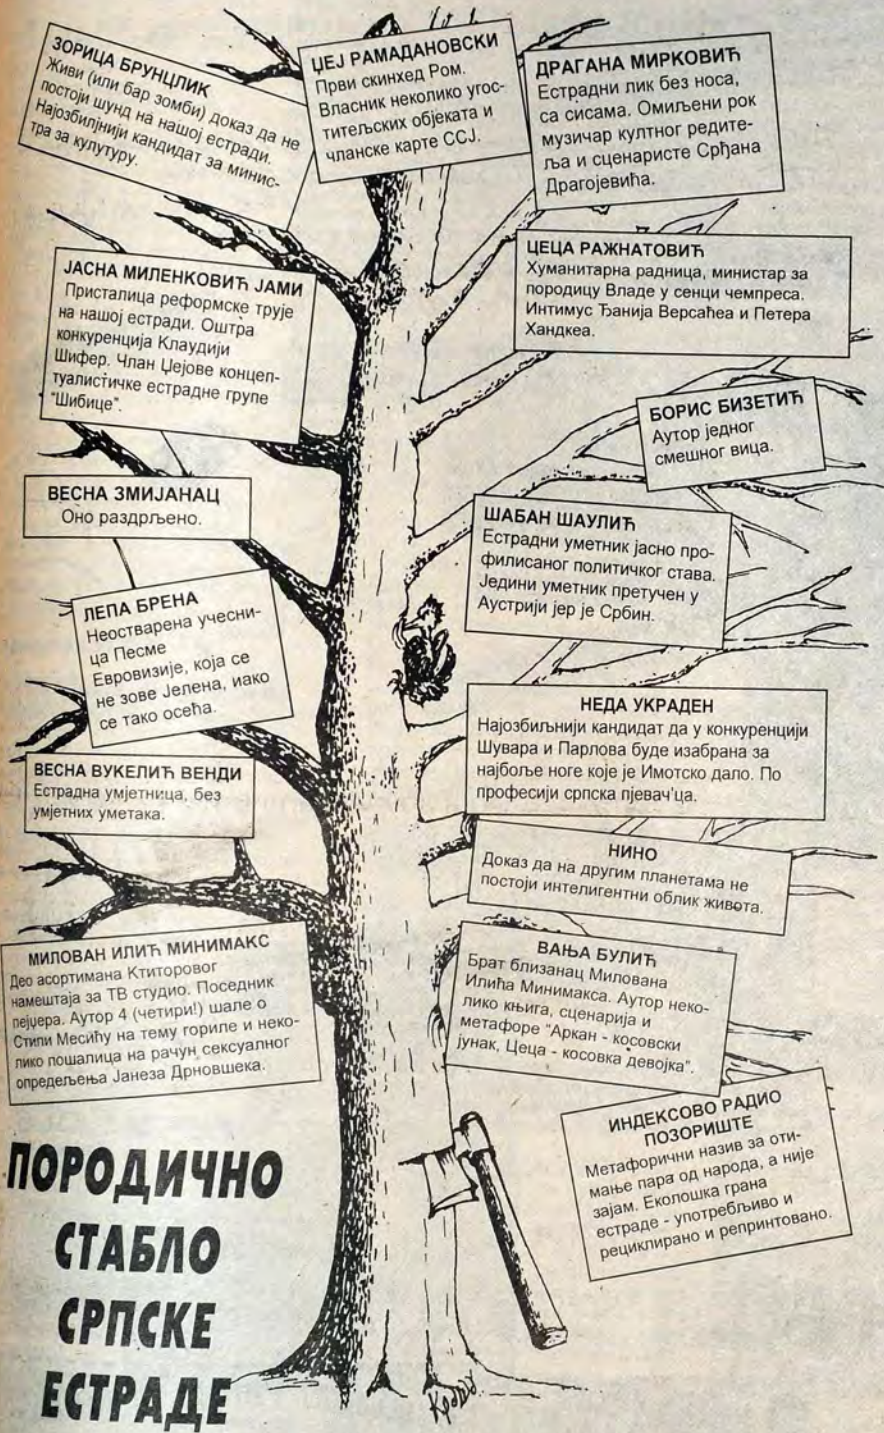 ЗОРИЦА БРУНЦЛИК
Живи (или бар зомби) доказ да не
постоји шунд на нашој естради.
Најозбиљнији кандидат за минис-
тра за кулутуру.
ЏЕЈ РАМАДАНОВСКИ
Први скинхед Ром.
Власник неколико угос-
титељских објеката и
чланске карте ССЈ.
ДРАГАНА МИРКОВИЋ
Естрадни лик без носа,
са сисама. Омиљени рок
музичар култног редите-
ља и сценаристе Срђана
Драгојевића.
ЈАСНА МИЛЕНКОВИЋ ЈАМИ
Присталица реформске трује
на нашој естради. Оштра
конкуренција Клаудији
Шифер. Члан Џејове концеп-
туалистичке естрадне групе
"Шибице".
ЦЕЦА РАЖНАТОВИЋ
Хуманитарна радница, министар за
породицу Владе у сенци чемпреса.
Интимус Ђанија Версаћеа и Петера
Хандкеа.
БОРИС БИЗЕТИЋ
Аутор једног
смешног вица.
ВЕСНА ЗМИЈАНАЦ
Оно раздрљено.
ШАБАН ШАУЛИЋ
Естрадни уметник јасно про-
филисаног политичког става.
Једини уметник претучен у
Аустрији јер је Србин.
ЛЕПА БРЕНА
Неостварена учесни-
ца Песме
Евровизије, која се
не зове Јелена, иако
се тако осећа.
НЕДА УКРАДЕН
Најозбиљнији кандидат да у конкуренцији
Шувара и Парлова буде изабрана за
најбоље ноге које је Имотско дало. По
професији српска пјевач'ца.
ВЕСНА ВУКЕЛИЋ ВЕНДИ
Естрадна умјетница, без
умјетних уметака.
НИНО
Доказ да на другим планетама не
постоји интелигентни облик живота.
МИЛОВАН ИЛИЋ МИНИМАКС
Део асортимана Ктиторовог
намештаја за ТВ студио. Поседник
пејџера. Аутор 4 (четири!) шале о
Стипи Месићу на тему гориле и неко-
лико пошалица на рачун сексуалног
опредељења Јанеза Дрновшека.
ВАЊА БУЛИЋ
Брат близанац Милована
Илића Минимакса. Аутор неко-
лико књига, сценарија и
метафоре "Аркан - косовски
јунак, Цеца - косовка девојка".
ИНДЕКСОВО РАДИО
ПОЗОРИШТЕ
Метафорични назив за оти-
мање пара од народа, а није
зајам. Еколошка грана
естраде - употребљиво и
рециклирано и репринтовано.
ПОРОДИЧНО
СТАБЛО
СРПСКЕ
ЕСТРАДЕ